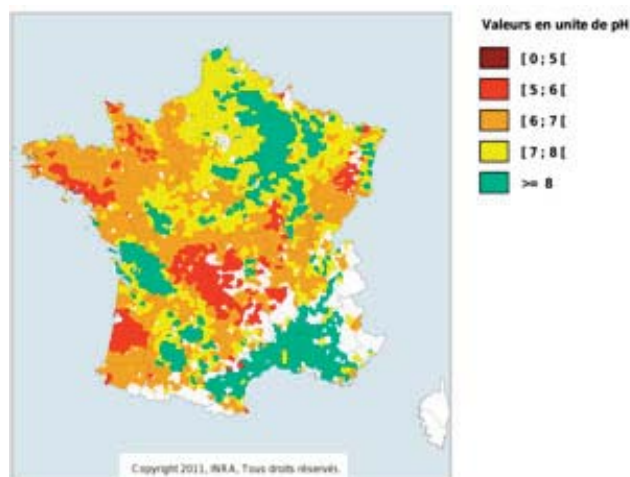 Valeurs en unite de pH
[ 0 ; 5 [
[ 5 ; 6 [
[ 6 ; 7 [
[ 7 ; 8 [
>= 8
Copyright 2011, INRA, Tous droits réservés.